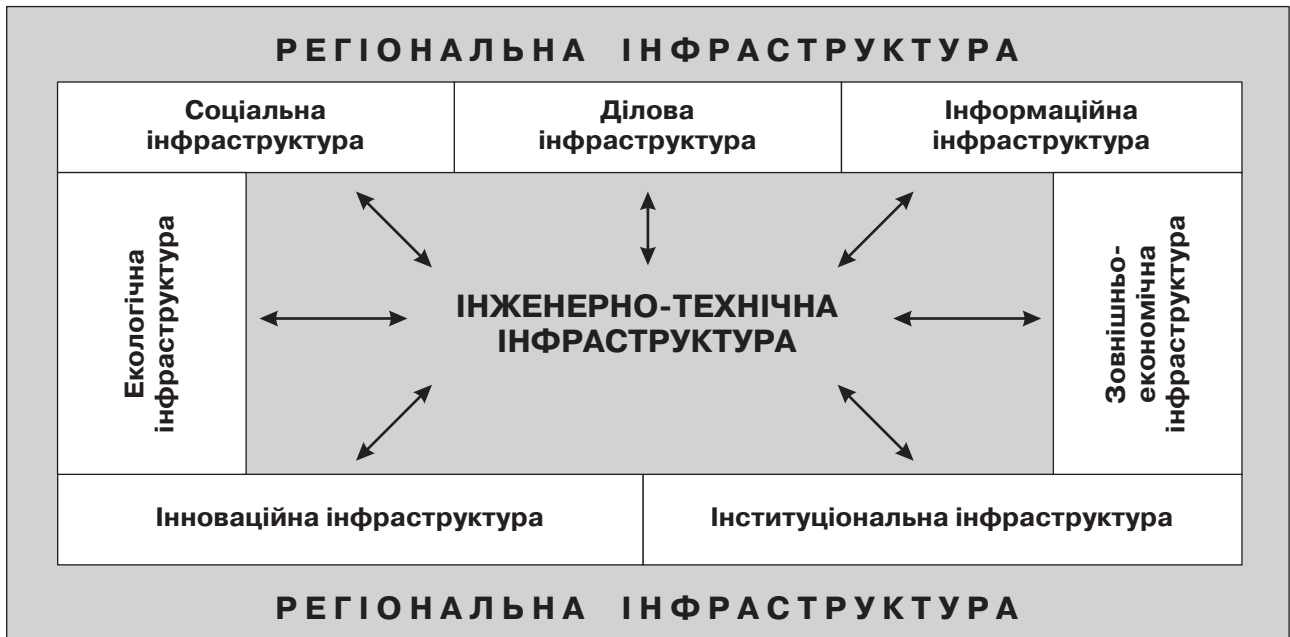 РЕГІОНАЛЬНА ІНФРАСТРУКТУРА
Соціальна
інфраструктура
Ділова
інфраструктура
Інформаційна
інфраструктура
Екологічна
інфраструктура
ІНЖЕНЕРНО-ТЕХНІЧНА
ІНФРАСТРУКТУРА
Зовнішньо-
економічна
інфраструктура
Інноваційна інфраструктура
Інституціональна інфраструктура
РЕГІОНАЛЬНА ІНФРАСТРУКТУРА